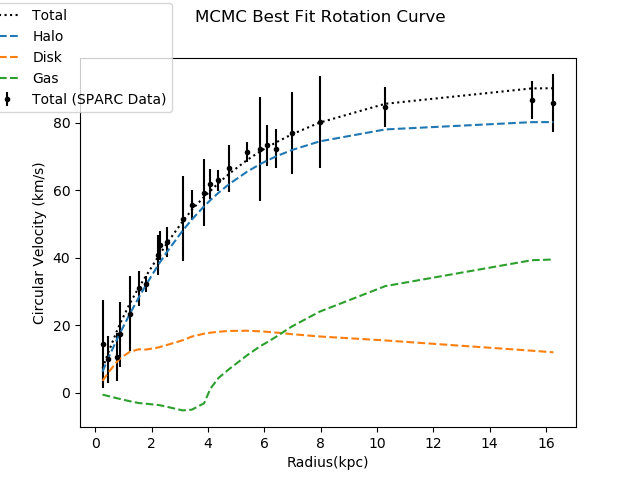 MCMC Best Fit Rotation Curve
Total
Halo
Disk
Gas
Total (SPARC Data)
Circular Velocity (km/s)
80
60
40
20
0
0 2 4 6 8 10 12 14 16
Radius(kpc)